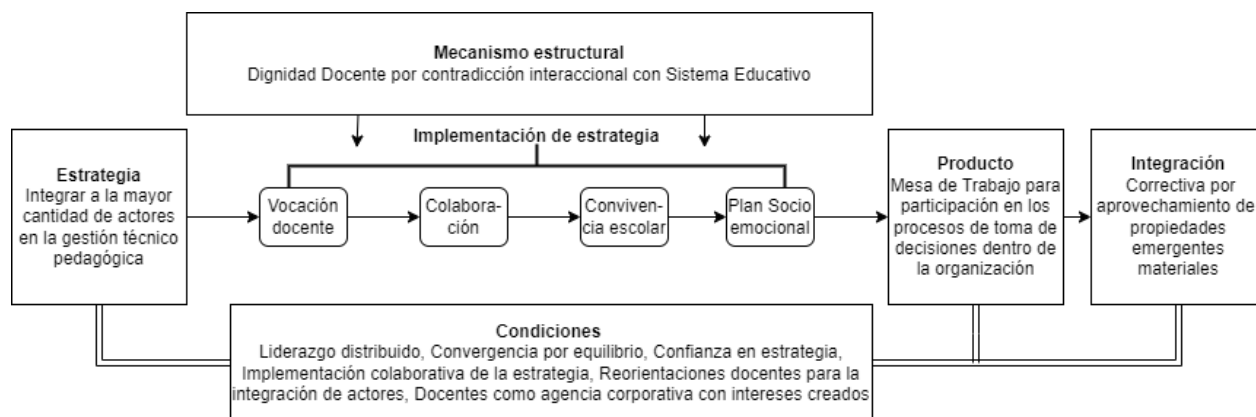 Mecanismo estructural
Dignidad Docente por contradicción interaccional con Sistema Educativo
Implementación de estrategia
Estrategia
Integrar a la mayor
cantidad de actores
en la gestión técnico
pedagógica
Vocación
docente
Colabora-
ción
Conviven-
cia escolar
Plan Socio
emocional
Producto
Mesa de Trabajo para
participación en los
procesos de toma de
decisiones dentro de
la organización
Integración
Correctiva por
aprovechamiento de
propiedades
emergentes
materiales
Condiciones
Liderazgo distribuido, Convergencia por equilibrio, Confianza en estrategia,
Implementación colaborativa de la estrategia, Reorientaciones docentes para la
integración de actores, Docentes como agencia corporativa con intereses creados